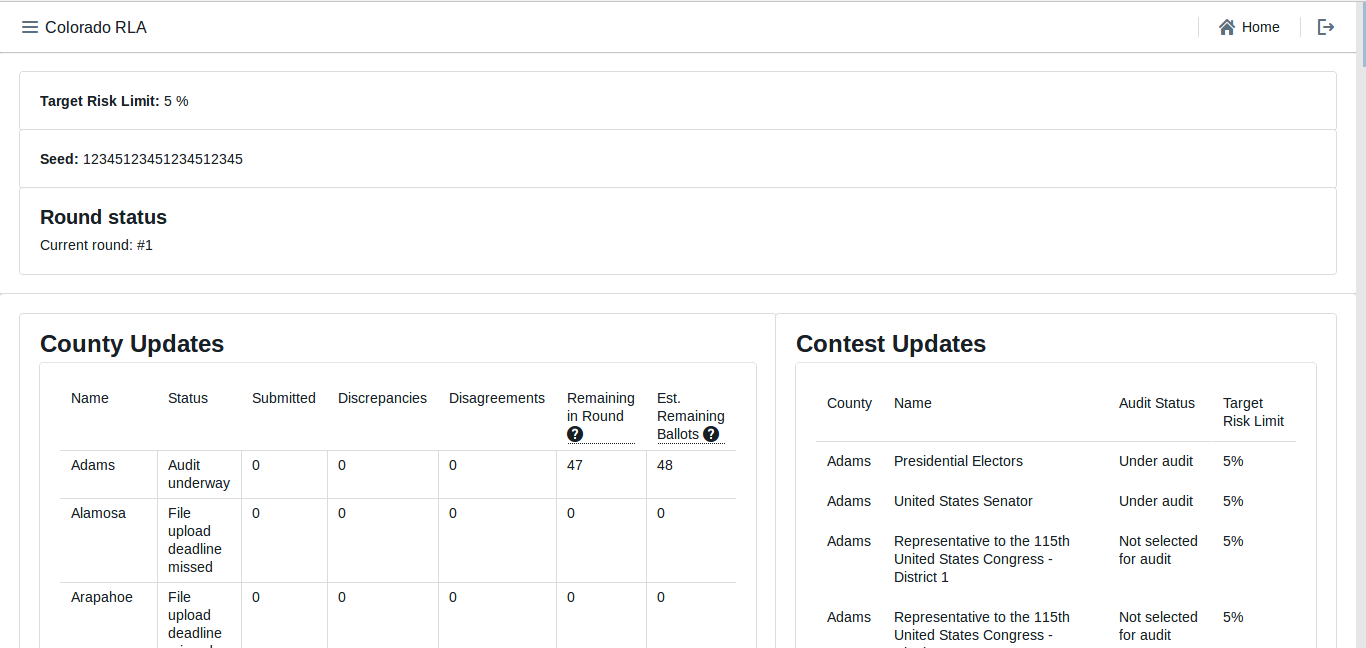 Colorado RLA
Home
Target Risk Limit: 5 %
Seed: 12345123451234512345
Round status
Current round: #1
County Updates
Name Status Submitted Discrepancies Disagreements Remaining in Round ? Est. Remaining Ballots ?
Adams Audit underway 0 0 0 47 48
Alamosa File upload deadline missed 0 0 0 0 0
Arapahoe File upload deadline 0 0 0 0 0
Contest Updates
County Name Audit Status Target Risk Limit
Adams Presidential Electors Under audit 5%
Adams United States Senator Under audit 5%
Adams Representative to the 115th United States Congress - District 1 Not selected for audit 5%
Adams Representative to the 115th United States Congress - Not selected for audit 5%